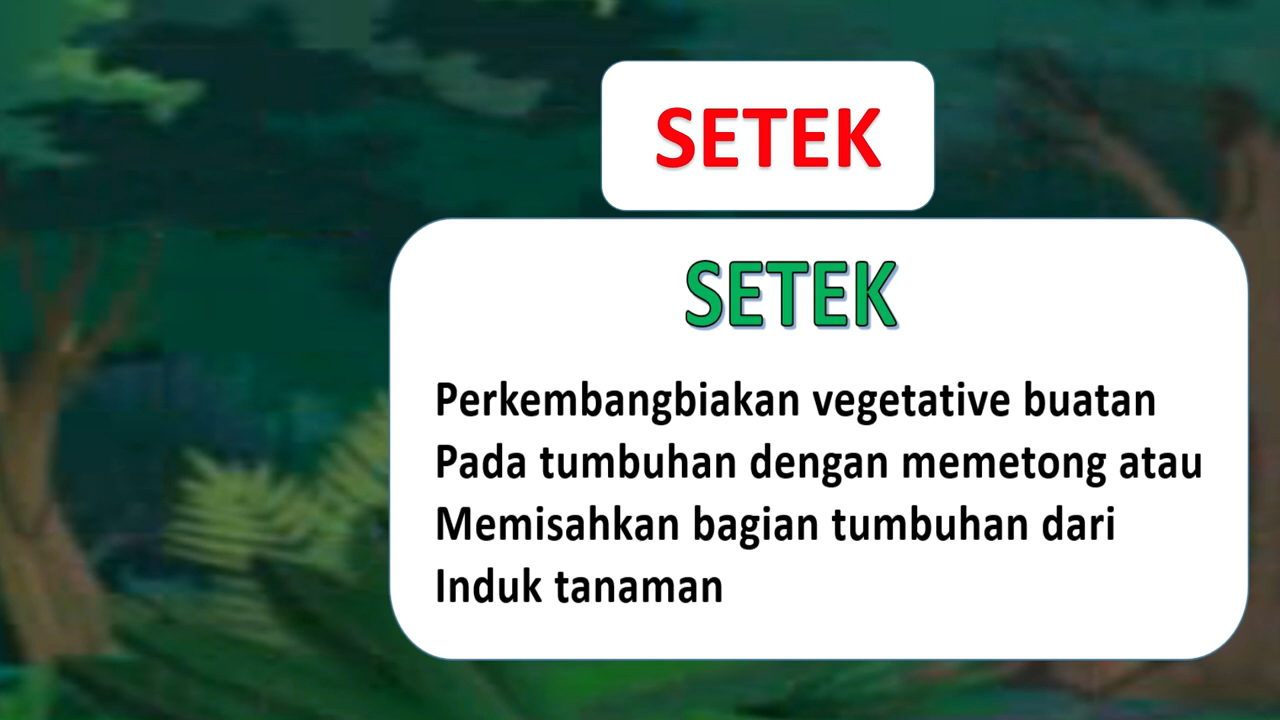 SETEK
SETEK
Perkembangbiakan vegetative buatan
Pada tumbuhan dengan memetong atau
Memisahkan bagian tumbuhan dari
Induk tanaman